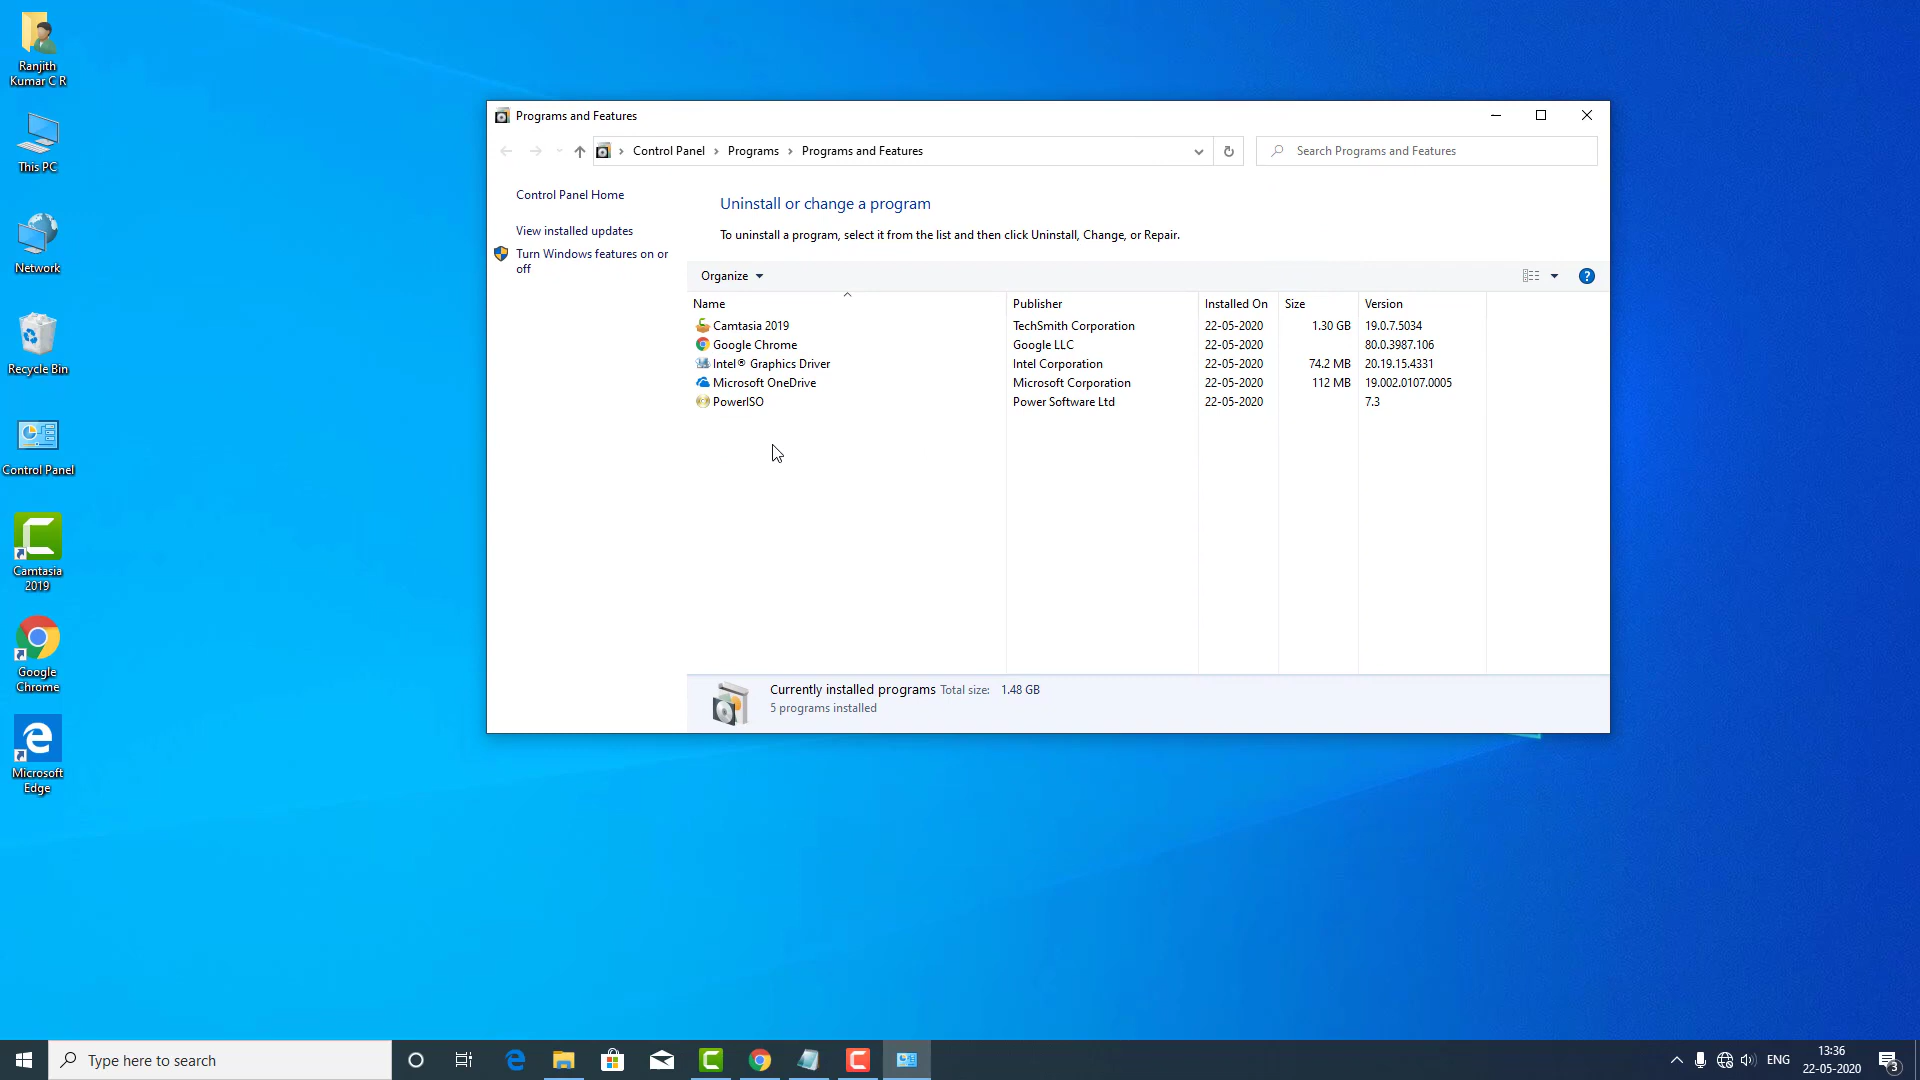 Ranjith
Kumar C R
This PC
Network
Recycle Bin
Control Panel
Camtasia
2019
Google
Chrome
Microsoft
Edge
Programs and Features
Control Panel Programs Programs and Features
Search Programs and Features
Control Panel Home
View installed updates
Turn Windows features on or
off
Uninstall or change a program
To uninstall a program, select it from the list and then click Uninstall, Change, or Repair.
Organize
Name Publisher Installed On Size Version
Camtasia 2019 TechSmith Corporation 22-05-2020 1.30 GB 19.0.7.5034
Google Chrome Google LLC 22-05-2020 80.0.3987.106
Intel® Graphics Driver Intel Corporation 22-05-2020 74.2 MB 20.19.15.4331
Microsoft OneDrive Microsoft Corporation 22-05-2020 112 MB 19.002.0107.0005
PowerISO Power Software Ltd 22-05-2020 7.3
Currently installed programs Total size: 1.48 GB
5 programs installed
Type here to search
ENG
13:36
22-05-2020
3